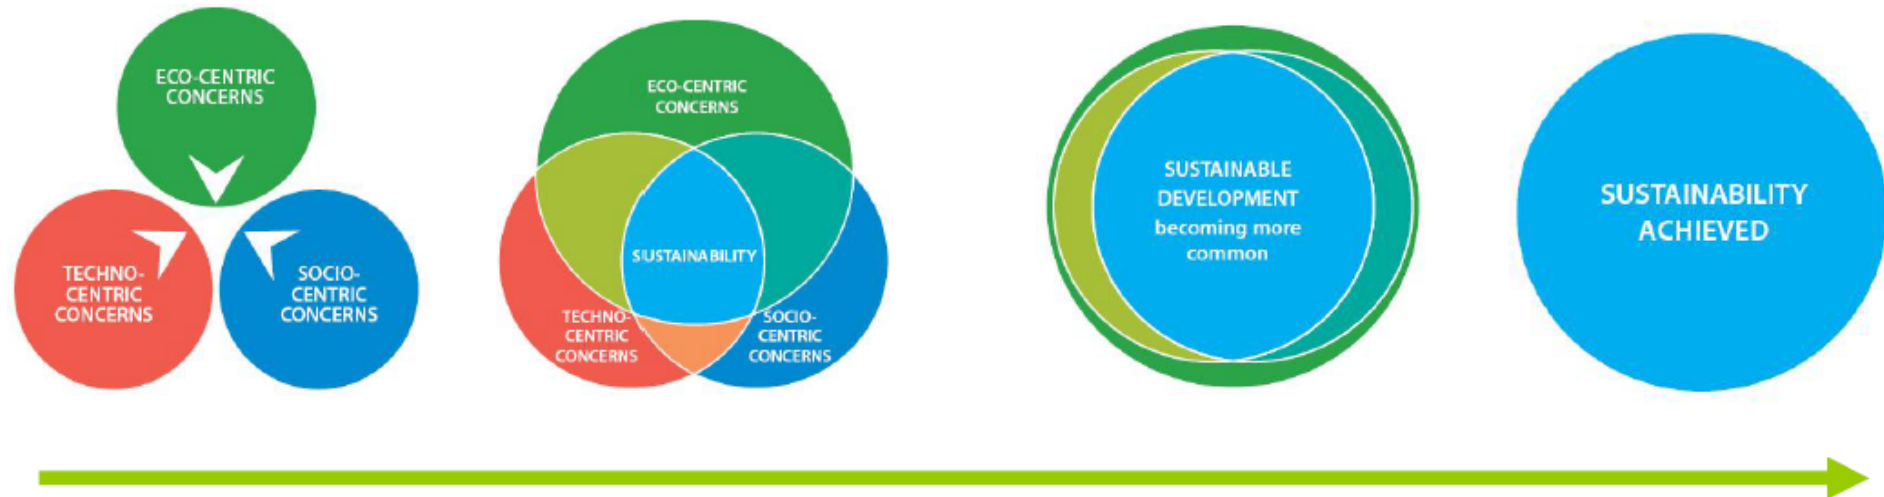 ECO-CENTRIC
CONCERNS
TECHNO-
CENTRIC
CONCERNS
SOCIO-
CENTRIC
CONCERNS
ECO-CENTRIC
CONCERNS
SUSTAINABILITY
TECHNO-
CENTRIC
CONCERNS
SOCIO-
CENTRIC
CONCERNS
SUSTAINABLE
DEVELOPMENT
becoming more
common
SUSTAINABILITY
ACHIEVED